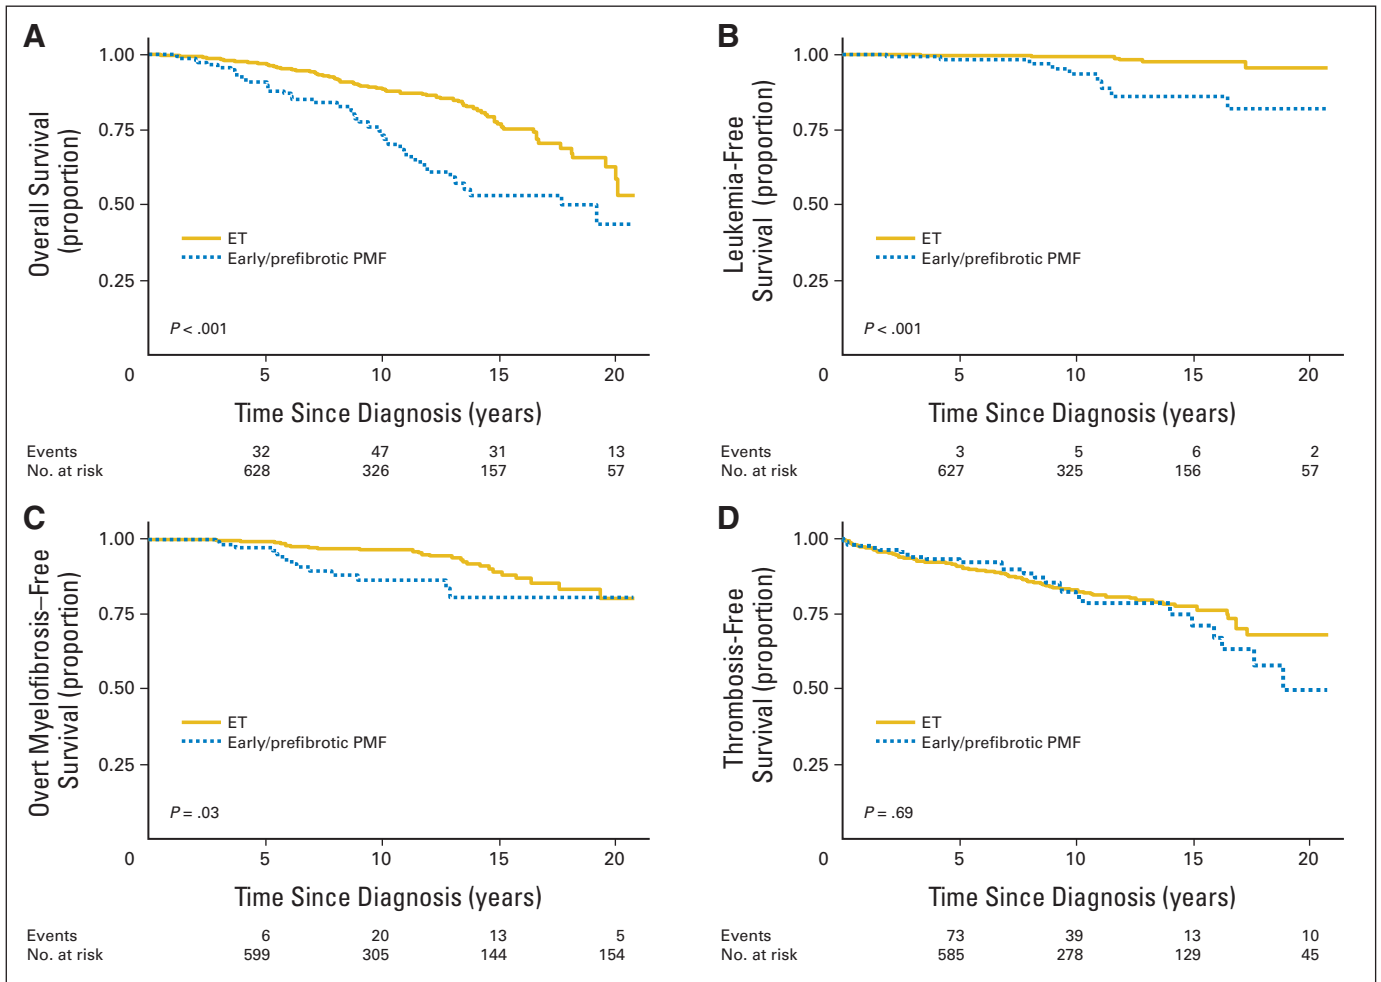 A
Overall Survival
(proportion)
1.00
0.75
0.50
0.25
0
5
10
15
20
ET
Early/prefibrotic PMF
P < .001
Time Since Diagnosis (years)
Events 32 47 31 13
No. at risk 628 326 157 57
B
Leukemia-Free
Survival (proportion)
1.00
0.75
0.50
0.25
0
5
10
15
20
ET
Early/prefibrotic PMF
P < .001
Time Since Diagnosis (years)
Events 3 5 6 2
No. at risk 627 325 156 57
C
Overt Myelofibrosis–Free
Survival (proportion)
1.00
0.75
0.50
0.25
0
5
10
15
20
ET
Early/prefibrotic PMF
P = .03
Time Since Diagnosis (years)
Events 6 20 13 5
No. at risk 599 305 144 154
D
Thrombosis-Free
Survival (proportion)
1.00
0.75
0.50
0.25
0
5
10
15
20
ET
Early/prefibrotic PMF
P = .69
Time Since Diagnosis (years)
Events 73 39 13 10
No. at risk 585 278 129 45